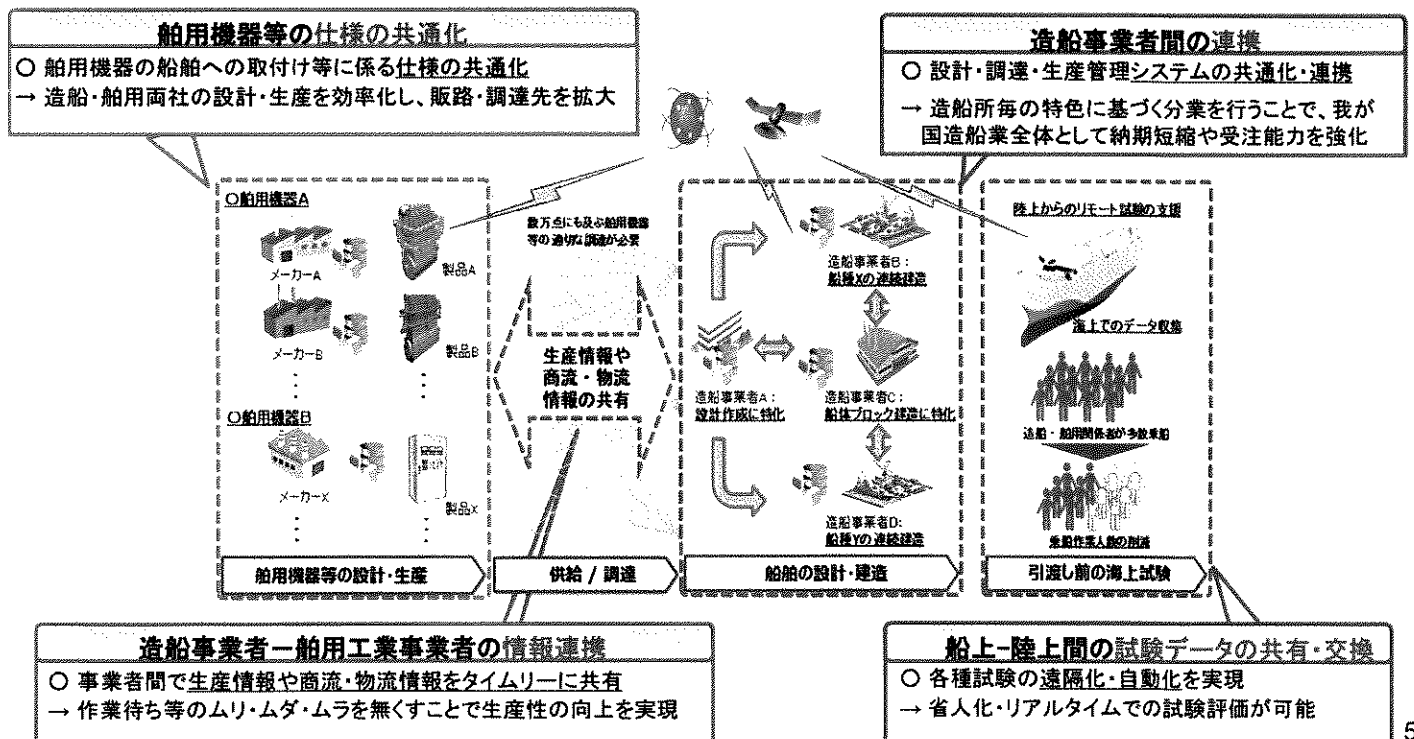 舶用機器等の仕様の共通化
○ 舶用機器の船舶への取付け等に係る仕様の共通化
→ 造船・舶用両社の設計・生産を効率化し、販路・調達先を拡大
造船事業者間の連携
○ 設計・調達・生産管理システムの共通化・連携
→ 造船所毎の特色に基づく分業を行うことで、我が
国造船業全体として納期短縮や受注能力を強化
○舶用機器A
メーカーA
製品A
メーカーB
製品B
○舶用機器B
メーカーX
製品X
舶用機器等の設計・生産
数万点にも及ぶ舶用機器
等の適切な調達が必要
生産情報や
商流・物流
情報の共有
供給 / 調達
造船事業者B：
船種Xの連続建造
造船事業者A：
設計作成に特化
造船事業者C：
船体ブロック建造に特化
造船事業者D：
船種Yの連続建造
船舶の設計・建造
陸上からのリモート試験の支援
海上でのデータ収集
造船・舶用関係者が多数乗船
乗船作業人数の削減
引渡し前の海上試験
造船事業者－舶用工業事業者の情報連携
○ 事業者間で生産情報や商流・物流情報をタイムリーに共有
→ 作業待ち等のムリ・ムダ・ムラを無くすことで生産性の向上を実現
船上-陸上間の試験データの共有・交換
○ 各種試験の遠隔化・自動化を実現
→ 省人化・リアルタイムでの試験評価が可能
5